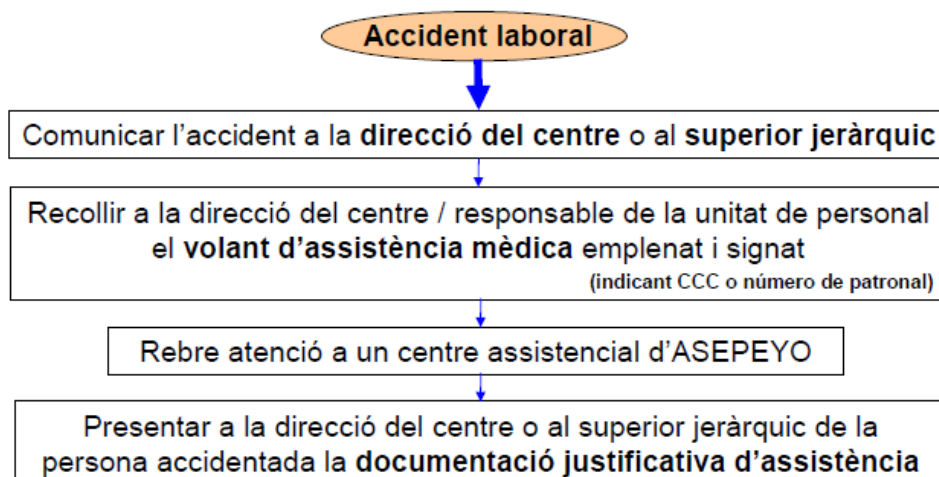 Accident laboral
Comunicar l’accident a la direcció del centre o al superior jeràrquic
Recollir a la direcció del centre / responsable de la unitat de personal
el volant d’assistència mèdica emplenat i signat
(indicant CCC o número de patronal)
Rebre atenció a un centre assistencial d’ASEPEYO
Presentar a la direcció del centre o al superior jeràrquic de la
persona accidentada la documentació justificativa d’assistència